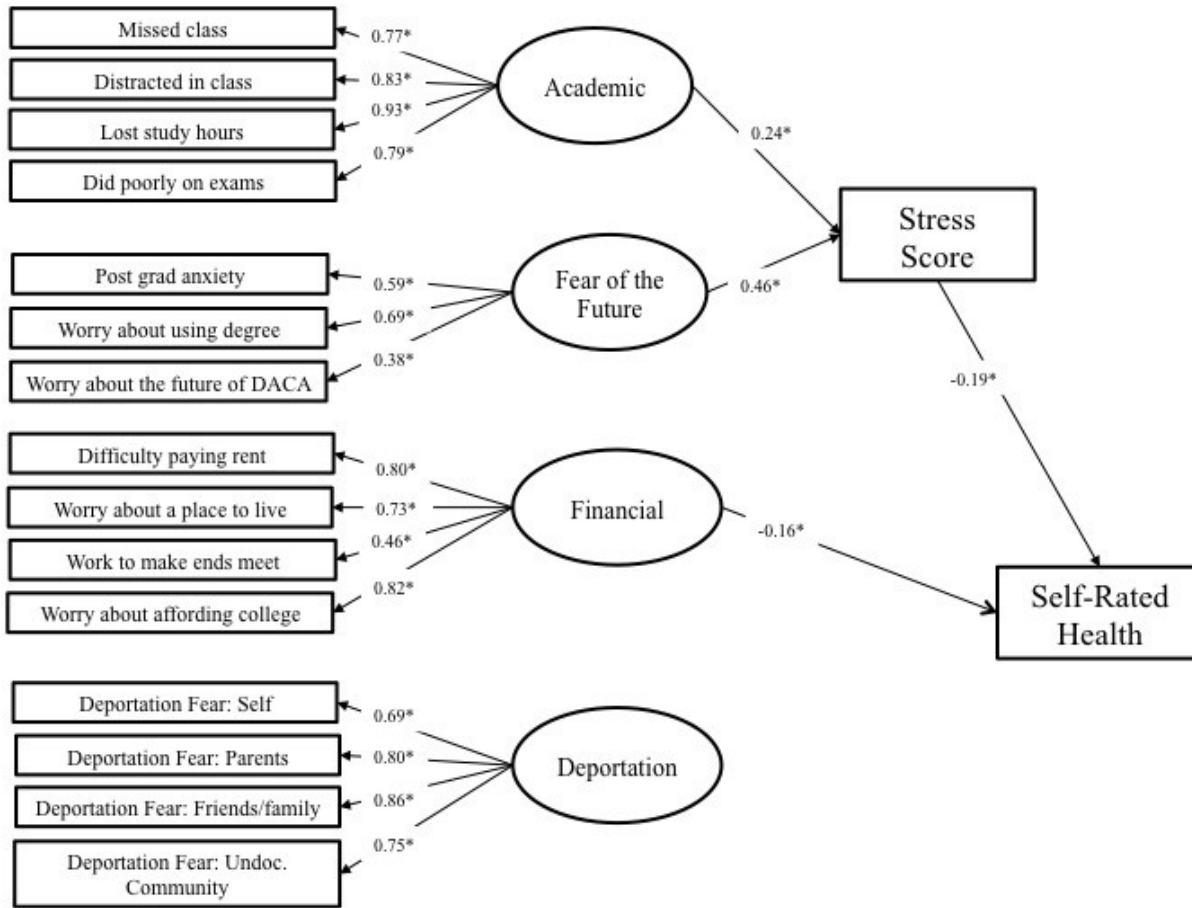 Missed class
Distracted in class
Lost study hours
Did poorly on exams
0.77*
0.83*
0.93*
0.79*
Academic
0.24*
Stress
Score
Post grad anxiety
Worry about using degree
Worry about the future of DACA
0.59*
0.69*
0.38*
Fear of the
Future
0.46*
-0.19*
Difficulty paying rent
Worry about a place to live
Work to make ends meet
Worry about affording college
0.80*
0.73*
0.46*
0.82*
Financial
-0.16*
Self-Rated
Health
Deportation Fear: Self
Deportation Fear: Parents
Deportation Fear: Friends/family
Deportation Fear: Undoc.
Community
0.69*
0.80*
0.86*
0.75*
Deportation